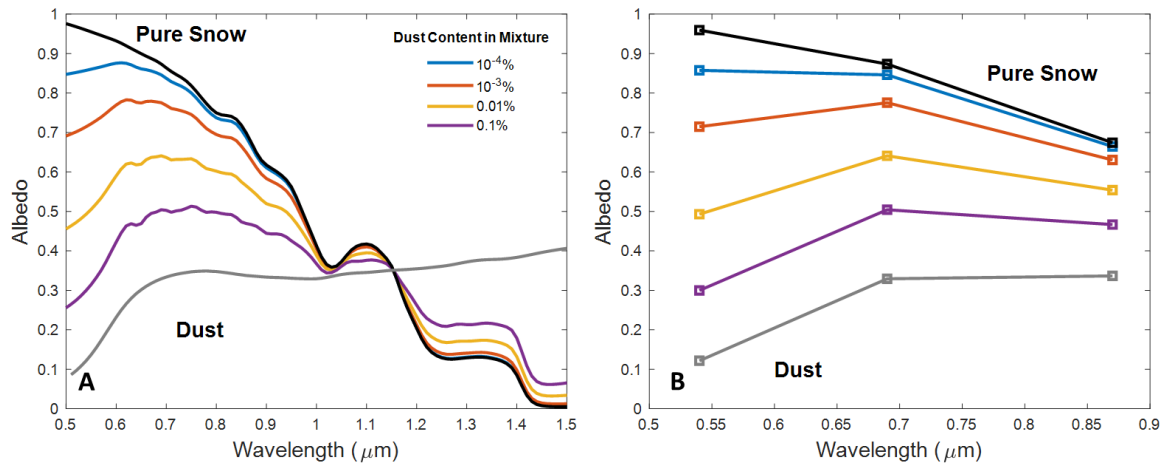 Pure Snow
Dust Content in Mixture
10⁻⁴%
10⁻³%
0.01%
0.1%
Dust
A
Albedo
1
0.9
0.8
0.7
0.6
0.5
0.4
0.3
0.2
0.1
0
0.5 0.6 0.7 0.8 0.9 1 1.1 1.2 1.3 1.4 1.5
Wavelength (μm)
Pure Snow
Dust
B
Albedo
1
0.9
0.8
0.7
0.6
0.5
0.4
0.3
0.2
0.1
0
0.5 0.55 0.6 0.65 0.7 0.75 0.8 0.85 0.9
Wavelength (μm)